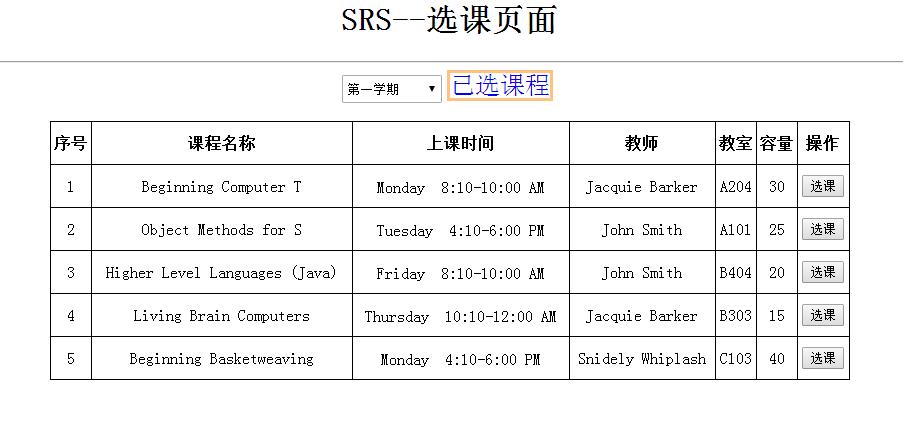 SRS--选课页面
第一学期 已选课程
序号 课程名称 上课时间 教师 教室 容量 操作
1 Beginning Computer T Monday 8:10-10:00 AM Jacquie Barker A204 30 选课
2 Object Methods for S Tuesday 4:10-6:00 PM John Smith A101 25 选课
3 Higher Level Languages (Java) Friday 8:10-10:00 AM John Smith B404 20 选课
4 Living Brain Computers Thursday 10:10-12:00 AM Jacquie Barker B303 15 选课
5 Beginning Basketweaving Monday 4:10-6:00 PM Snidely Whiplash C103 40 选课